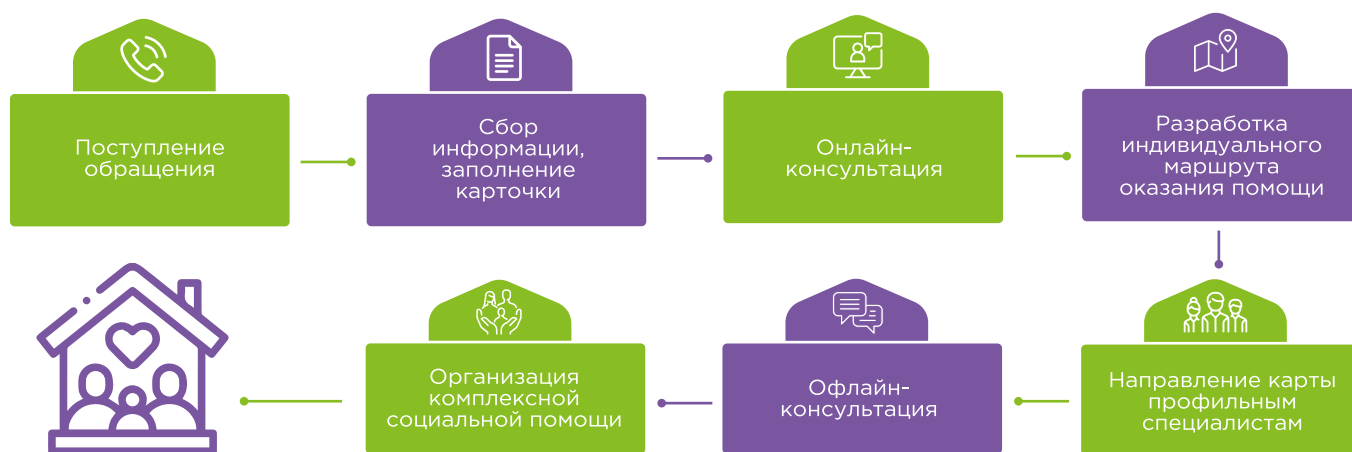 Поступление
обращения
Сбор
информации,
заполнение
карточки
Онлайн-
консультация
Разработка
индивидуального
маршрута
оказания помощи
Направление карты
профильным
специалистам
Офлайн-
консультация
Организация
комплексной
социальной помощи